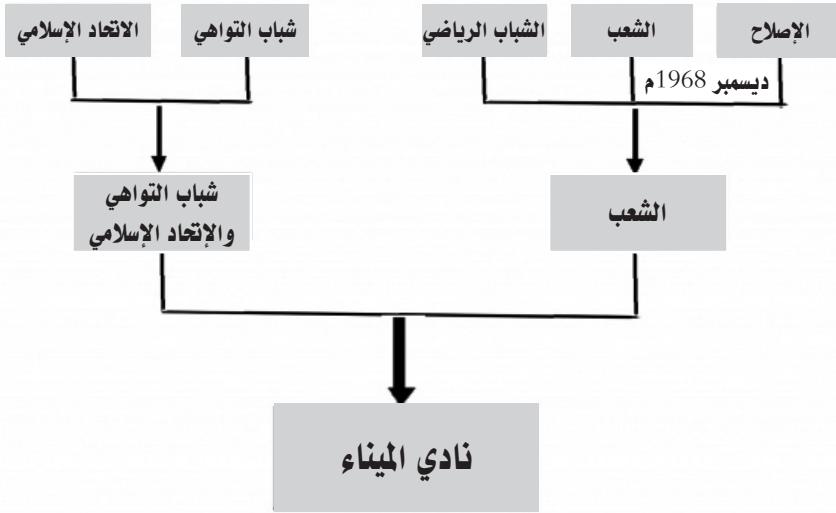 الإصلاح
الشعب
الشباب الرياضي
شباب التواهي
الاتحاد الإسلامي
ديسمبر 1968م
الشعب
شباب التواهي
والإتحاد الإسلامي
نادي الميناء